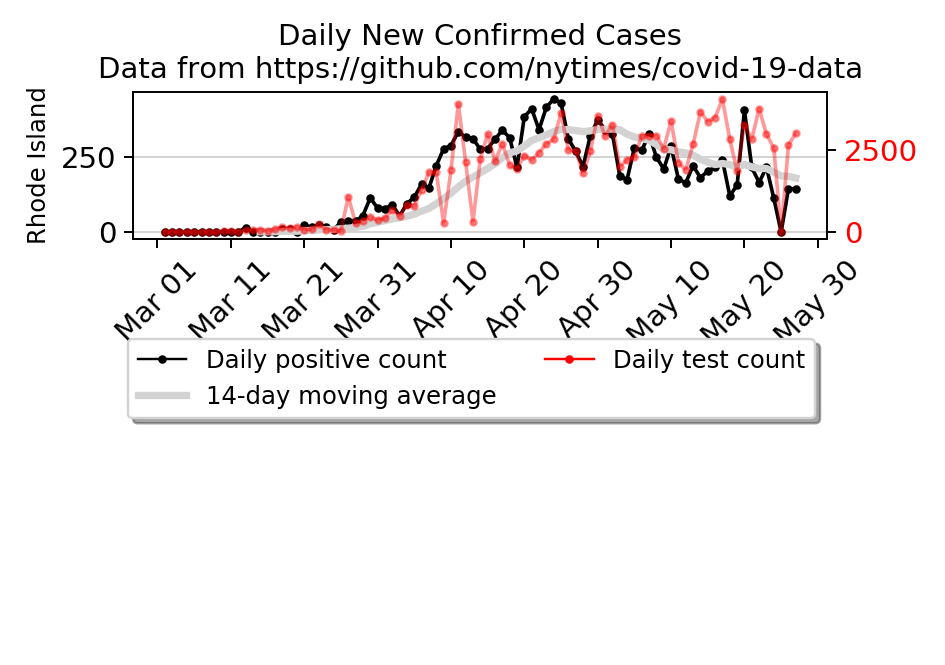 Daily New Confirmed Cases
Data from https://github.com/nytimes/covid-19-data
Rhode Island
250
0
2500
0
Mar 01
Mar 11
Mar 21
Mar 31
Apr 10
Apr 20
Apr 30
May 10
May 20
May 30
Daily positive count
14-day moving average
Daily test count